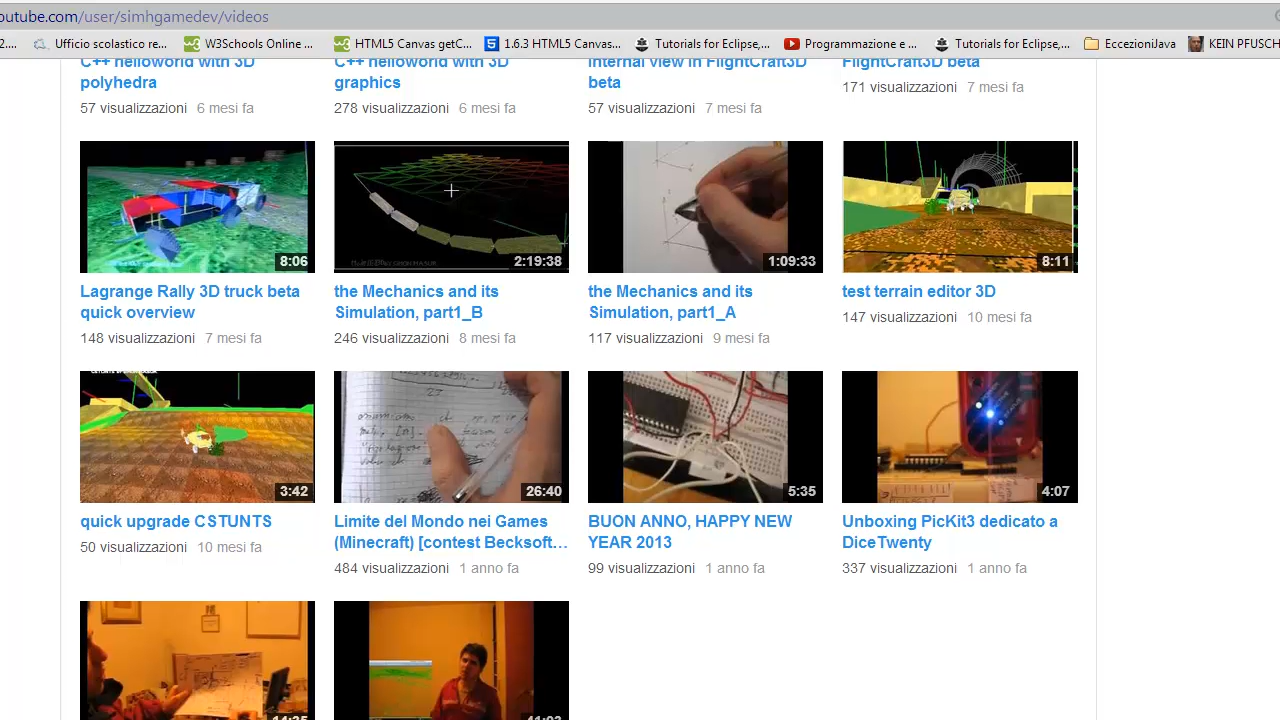 outube.com/user/simhgamedev/videos
2.... Ufficio scolastico re... W3Schools Online ... HTML5 Canvas getC... 1.6.3 HTML5 Canvas... Tutorials for Eclipse,... Programmazione e ... Tutorials for Eclipse,... EccezioniJava KEIN PFUSCH
C++ helloworld with 3D polyhedra
57 visualizzazioni 6 mesi fa
C++ helloworld with 3D graphics
278 visualizzazioni 6 mesi fa
internal view in FlightCraft3D beta
57 visualizzazioni 7 mesi fa
FlightCraft3D beta
171 visualizzazioni 7 mesi fa
8:06
Lagrange Rally 3D truck beta
quick overview
148 visualizzazioni 7 mesi fa
2:19:38
the Mechanics and its
Simulation, part1_B
246 visualizzazioni 8 mesi fa
1:09:33
the Mechanics and its
Simulation, part1_A
117 visualizzazioni 9 mesi fa
8:11
test terrain editor 3D
147 visualizzazioni 10 mesi fa
3:42
quick upgrade CSTUNTS
50 visualizzazioni 10 mesi fa
26:40
Limite del Mondo nei Games
(Minecraft) [contest Becksoft...
484 visualizzazioni 1 anno fa
5:35
BUON ANNO, HAPPY NEW
YEAR 2013
99 visualizzazioni 1 anno fa
4:07
Unboxing PicKit3 dedicato a
DiceTwenty
337 visualizzazioni 1 anno fa
14:35
41:03